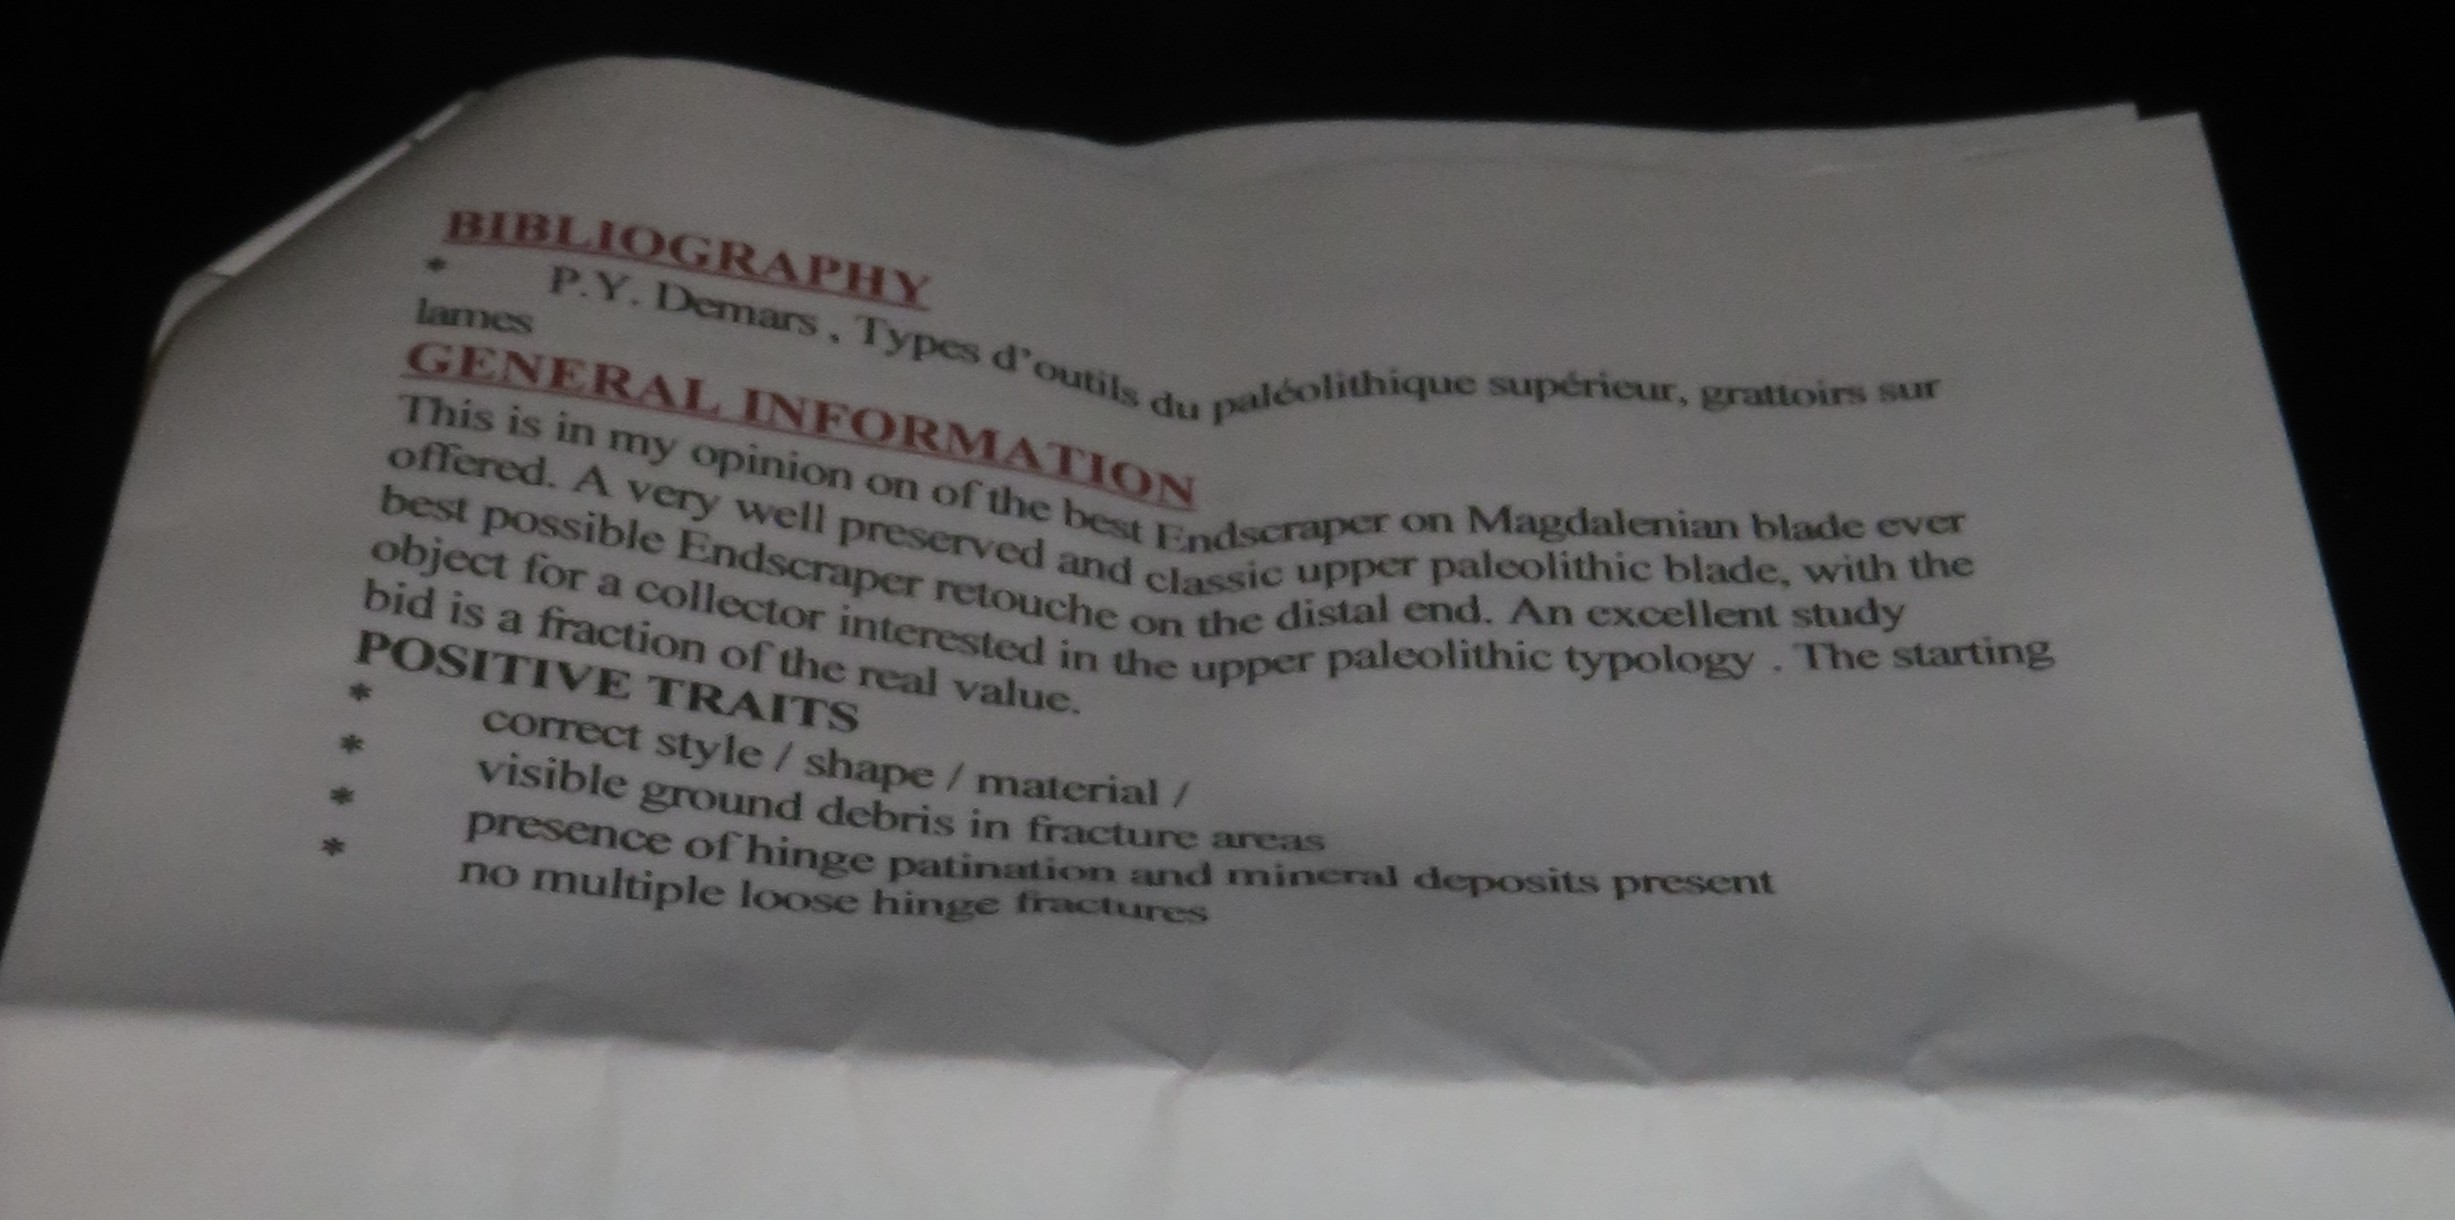 BIBLIOGRAPHY
* P.Y. Demars , Types d'outils du paléolithique supérieur, grattoirs sur
lames
GENERAL INFORMATION
This is in my opinion on of the best Endscraper on Magdalenian blade ever
offered. A very well preserved and classic upper paleolithic blade, with the
best possible Endscraper retouche on the distal end. An excellent study
object for a collector interested in the upper paleolithic typology . The starting
bid is a fraction of the real value.
POSITIVE TRAITS
* correct style / shape / material /
* visible ground debris in fracture areas
* presence of hinge patination and mineral deposits present
* no multiple loose hinge fractures